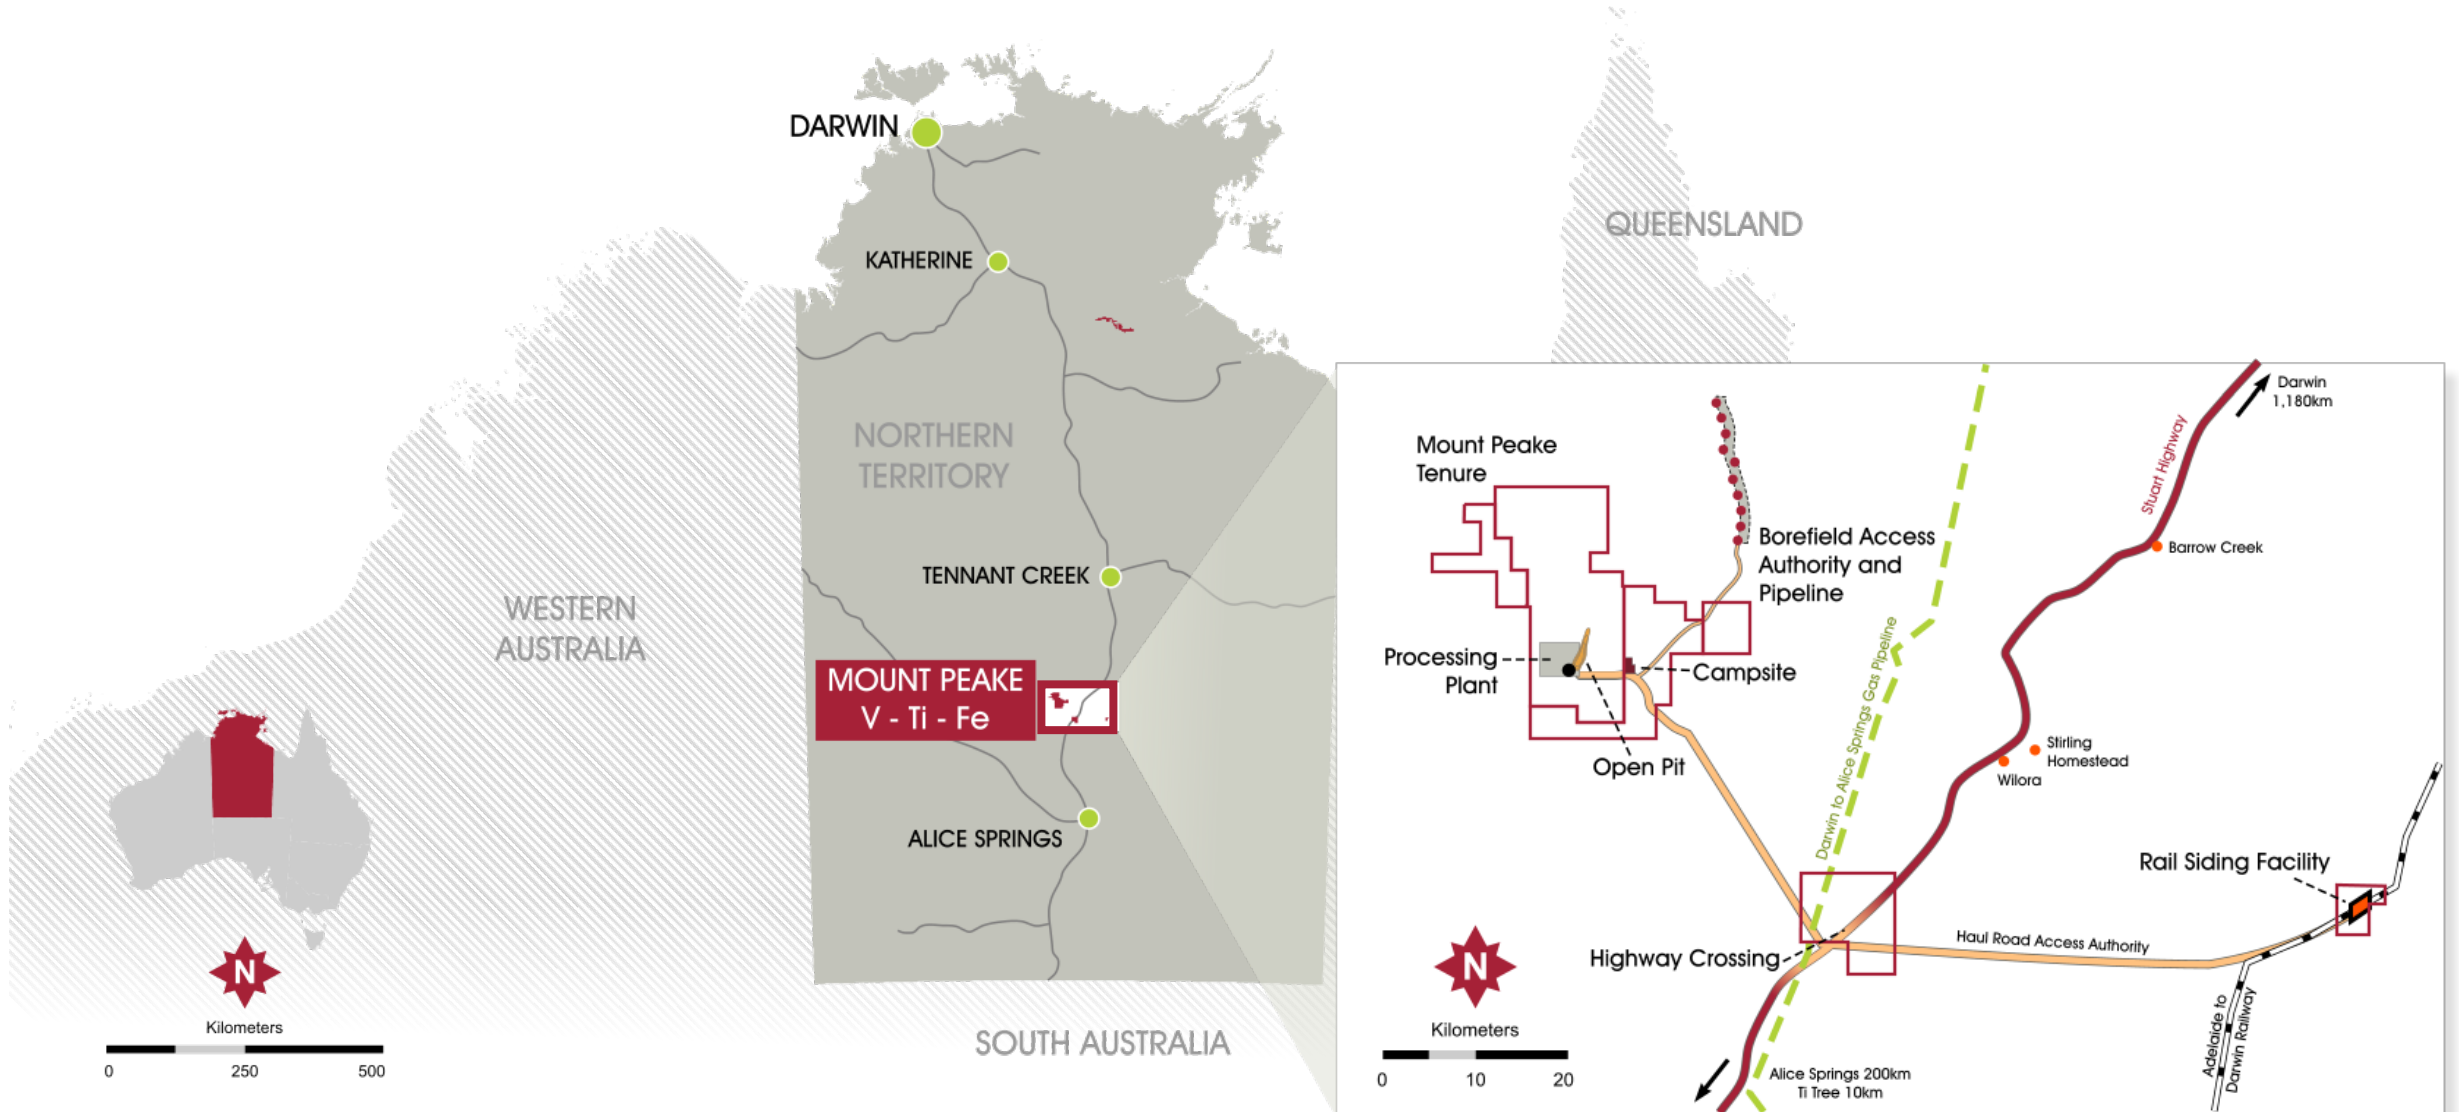 DARWIN
KATHERINE
NORTHERN
TERRITORY
TENNANT CREEK
MOUNT PEAKE
V - Ti - Fe
ALICE SPRINGS
WESTERN
AUSTRALIA
QUEENSLAND
SOUTH AUSTRALIA
N
Kilometers
0 250 500
Mount Peake
Tenure
Borefield Access
Authority and
Pipeline
Processing
Plant
Campsite
Open Pit
Darwin to Alice Springs Gas Pipeline
Stuart Highway
Darwin
1,180km
Barrow Creek
Stirling
Homestead
Wilora
Rail Siding Facility
Haul Road Access Authority
Highway Crossing
Adelaide to
Darwin Railway
Alice Springs 200km
Ti Tree 10km
N
Kilometers
0 10 20